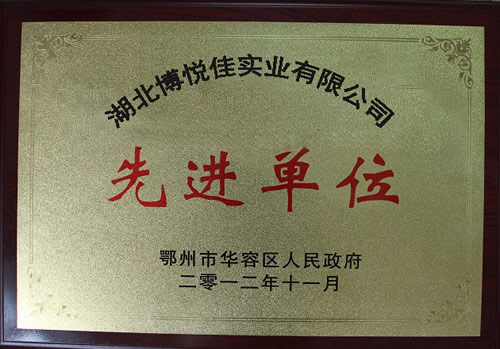 湖北博悦佳实业有限公司
先进单位
鄂州市华容区人民政府
二零一二年十一月